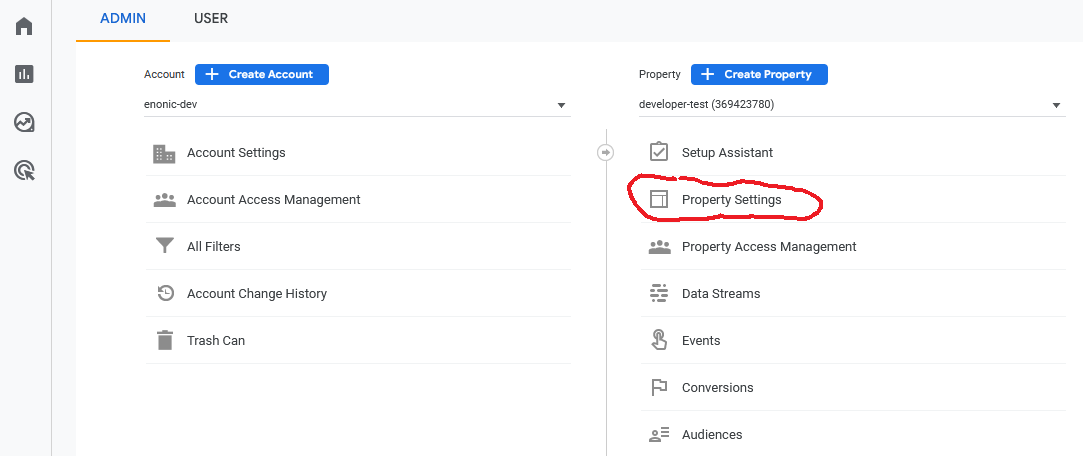 ADMIN USER
Account Create Account
enonic-dev
Account Settings
Account Access Management
All Filters
Account Change History
Trash Can
Property Create Property
developer-test (369423780)
Setup Assistant
Property Settings
Property Access Management
Data Streams
Events
Conversions
Audiences